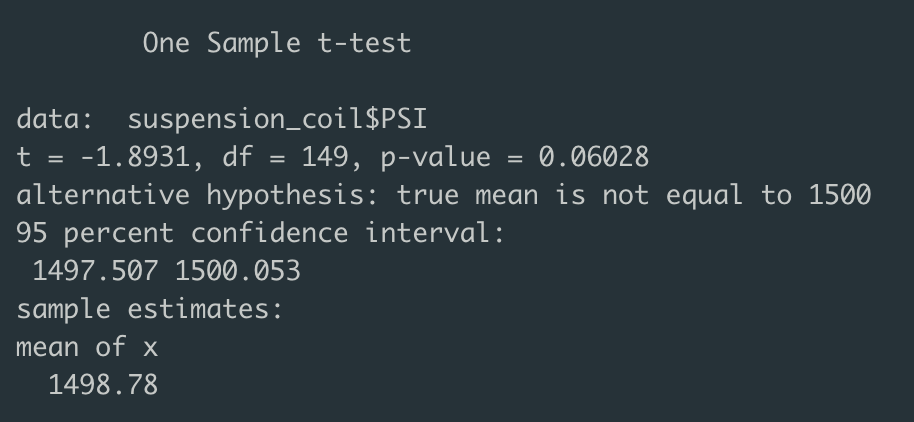 One Sample t-test
data:  suspension_coil$PSI
t = -1.8931, df = 149, p-value = 0.06028
alternative hypothesis: true mean is not equal to 1500
95 percent confidence interval:
1497.507 1500.053
sample estimates:
mean of x
1498.78